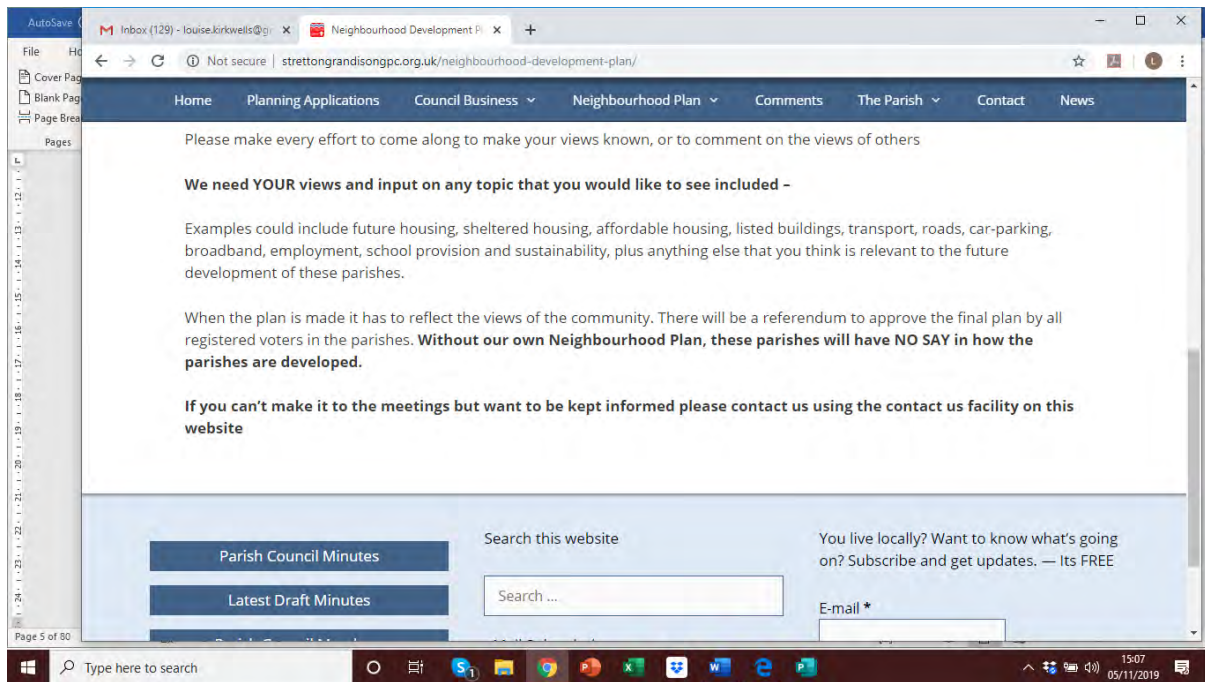 AutoSave
Inbox (129) - louise.kirkwells@g
Neighbourhood Development P
File
Not secure | strettongrandisongpc.org.uk/neighbourhood-development-plan/
L
Cover Pag
Blank Pag
Page Brea
Pages
Home Planning Applications Council Business Neighbourhood Plan Comments The Parish Contact News
Please make every effort to come along to make your views known, or to comment on the views of others
We need YOUR views and input on any topic that you would like to see included –
Examples could include future housing, sheltered housing, affordable housing, listed buildings, transport, roads, car-parking,
broadband, employment, school provision and sustainability, plus anything else that you think is relevant to the future
development of these parishes.
When the plan is made it has to reflect the views of the community. There will be a referendum to approve the final plan by all
registered voters in the parishes. Without our own Neighbourhood Plan, these parishes will have NO SAY in how the
parishes are developed.
If you can't make it to the meetings but want to be kept informed please contact us using the contact us facility on this
website
Parish Council Minutes
Latest Draft Minutes
Search this website
Search ...
You live locally? Want to know what's going
on? Subscribe and get updates. — Its FREE
E-mail *
Page 5 of 80
Type here to search
15:07
05/11/2019